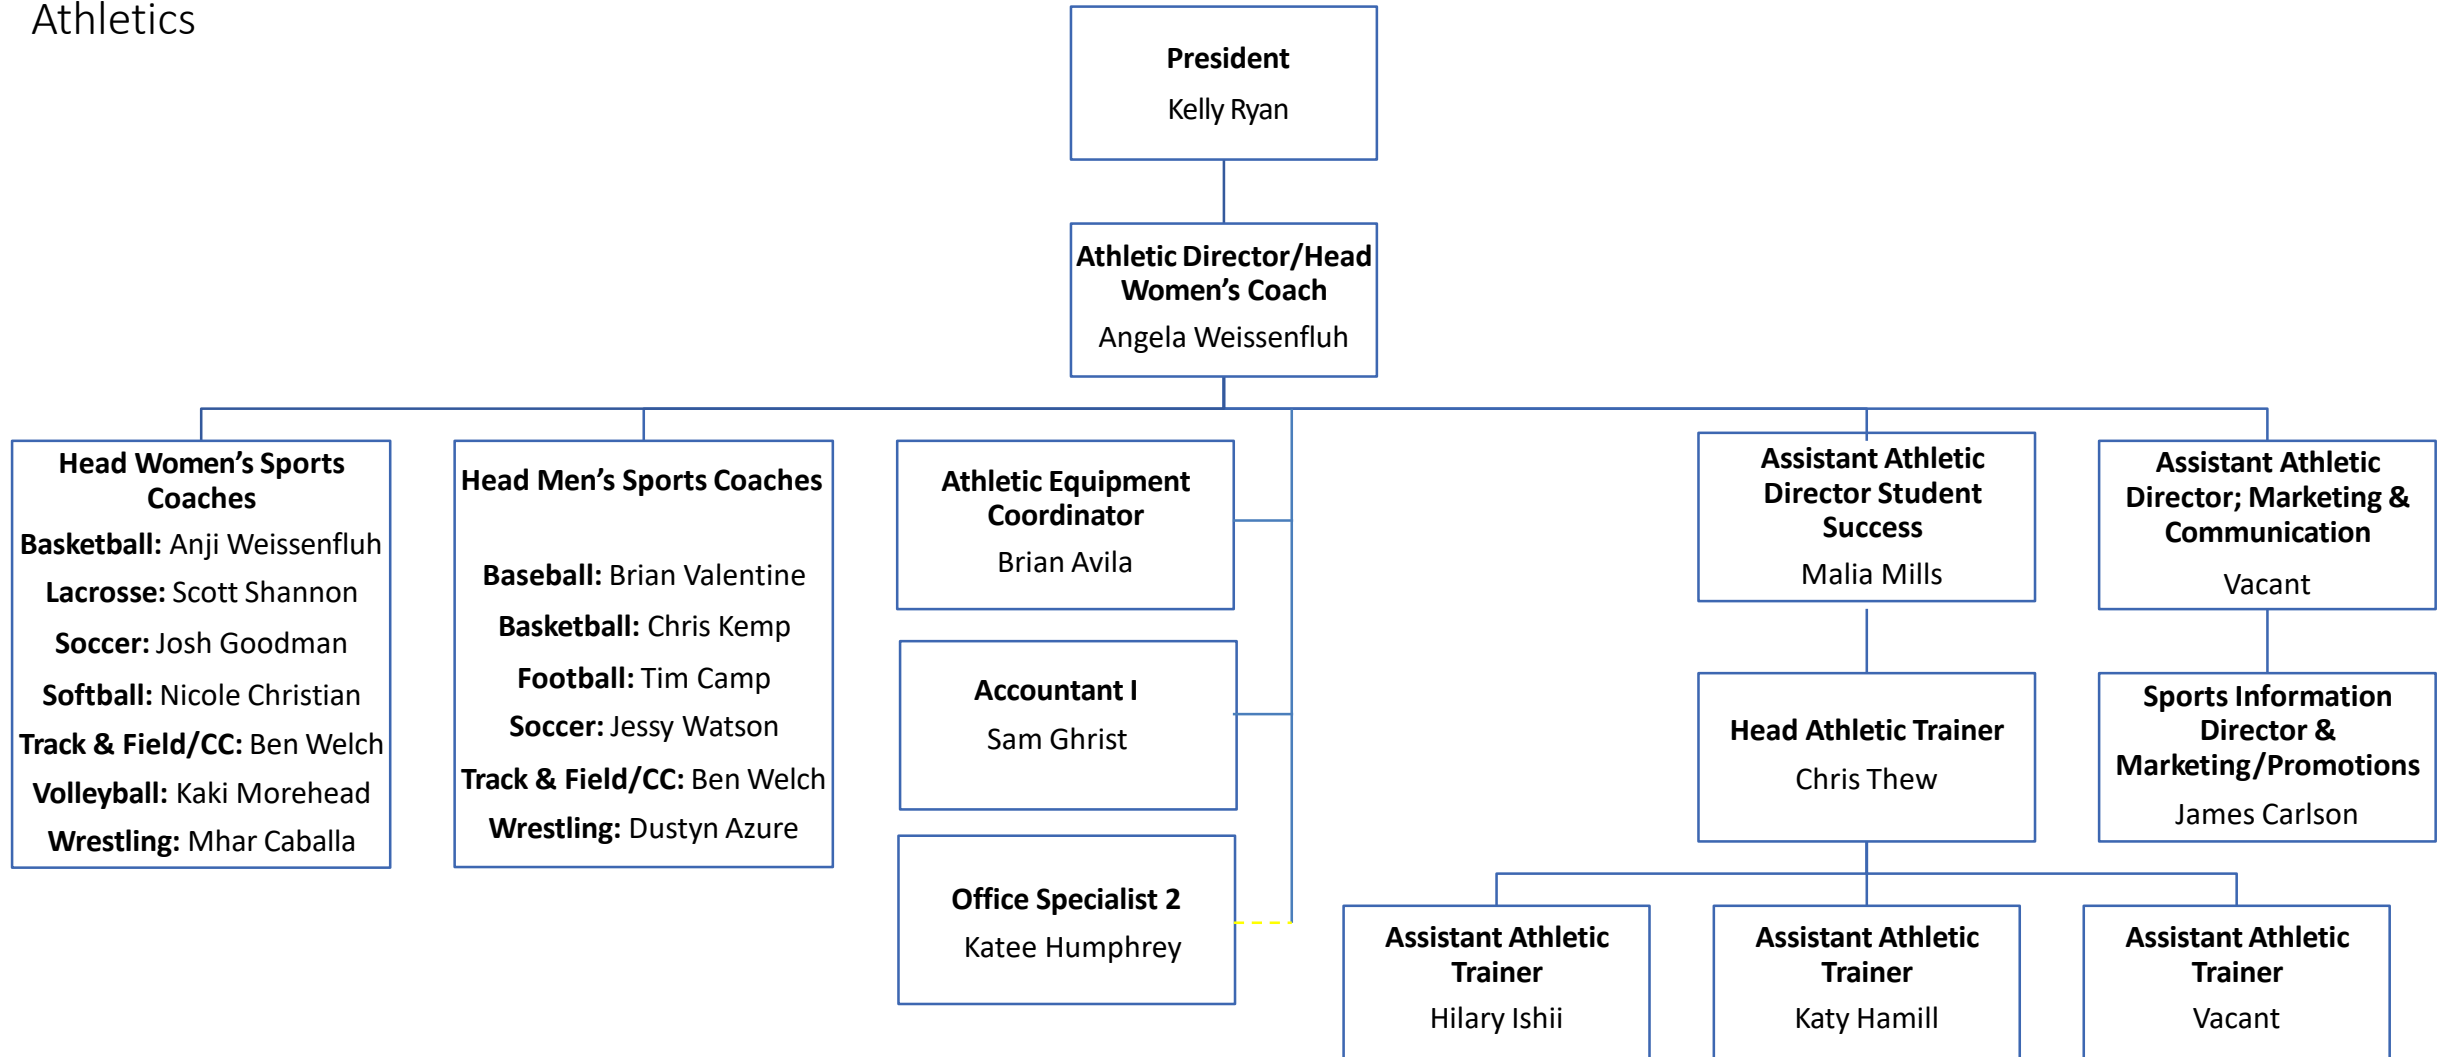 Athletics
President
Kelly Ryan
Athletic Director/Head
Women’s Coach
Angela Weissenfluh
Head Women’s Sports
Coaches
Basketball: Anji Weissenfluh
Lacrosse: Scott Shannon
Soccer: Josh Goodman
Softball: Nicole Christian
Track & Field/CC: Ben Welch
Volleyball: Kaki Morehead
Wrestling: Mhar Caballa
Head Men’s Sports Coaches
Baseball: Brian Valentine
Basketball: Chris Kemp
Football: Tim Camp
Soccer: Jessy Watson
Track & Field/CC: Ben Welch
Wrestling: Dustyn Azure
Athletic Equipment
Coordinator
Brian Avila
Accountant I
Sam Ghrist
Office Specialist 2
Katee Humphrey
Assistant Athletic
Director Student
Success
Malia Mills
Head Athletic Trainer
Chris Thew
Assistant Athletic
Trainer
Hilary Ishii
Assistant Athletic
Trainer
Katy Hamill
Assistant Athletic
Trainer
Vacant
Assistant Athletic
Director; Marketing &
Communication
Vacant
Sports Information
Director &
Marketing/Promotions
James Carlson